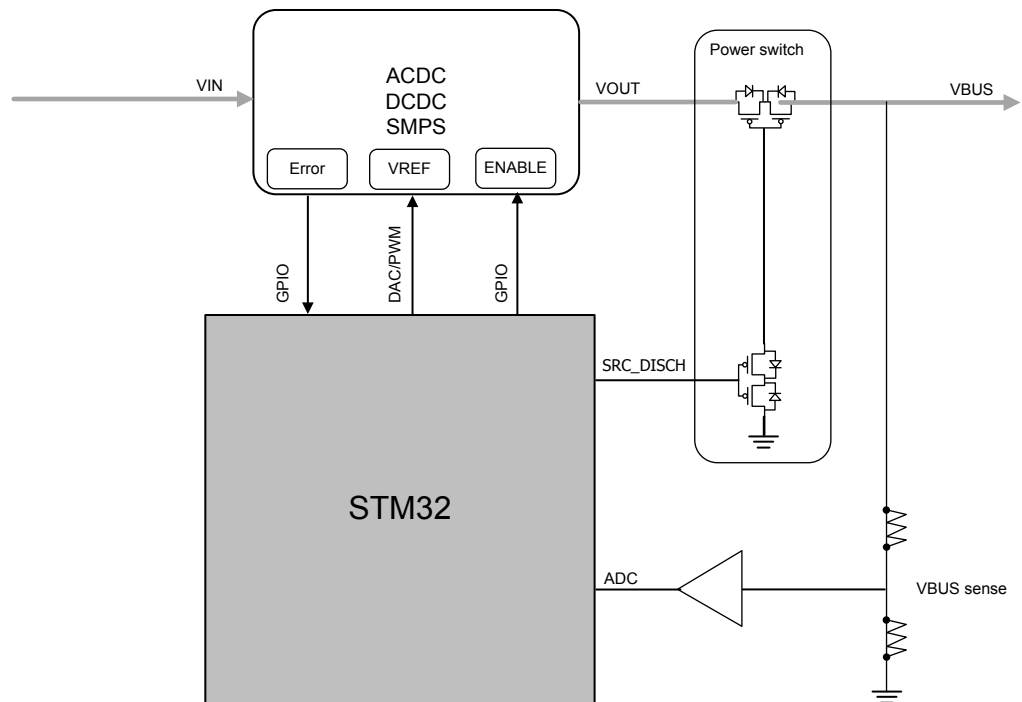 Power switch
VIN
ACDC
DCDC
SMPS
VOUT
VBUS
Error
VREF
ENABLE
GPIO
DAC/PWM
GPIO
SRC_DISCH
STM32
ADC
VBUS sense